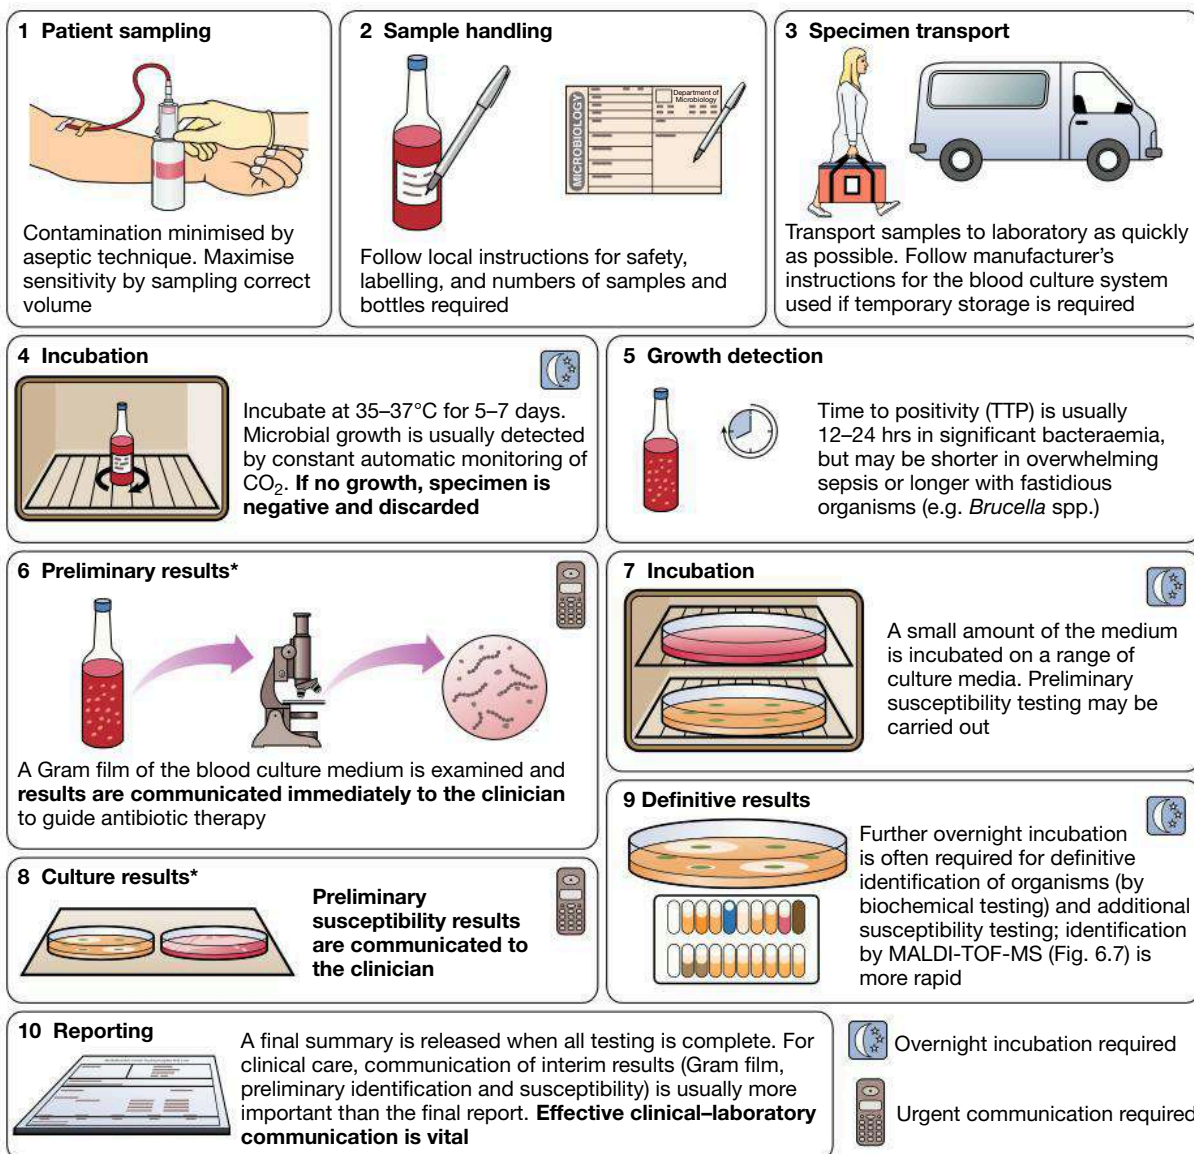 1 Patient sampling
Contamination minimised by
aseptic technique. Maximise
sensitivity by sampling correct
volume
2 Sample handling
MICROBIOLOGY
Department of
Microbiology
Follow local instructions for safety,
labelling, and numbers of samples and
bottles required
3 Specimen transport
Transport samples to laboratory as quickly
as possible. Follow manufacturer's
instructions for the blood culture system
used if temporary storage is required
4 Incubation
Incubate at 35–37°C for 5–7 days.
Microbial growth is usually detected
by constant automatic monitoring of
CO₂. If no growth, specimen is
negative and discarded
5 Growth detection
Time to positivity (TTP) is usually
12–24 hrs in significant bacteraemia,
but may be shorter in overwhelming
sepsis or longer with fastidious
organisms (e.g. Brucella spp.)
6 Preliminary results*
A Gram film of the blood culture medium is examined and
results are communicated immediately to the clinician
to guide antibiotic therapy
7 Incubation
A small amount of the medium
is incubated on a range of
culture media. Preliminary
susceptibility testing may be
carried out
8 Culture results*
Preliminary
susceptibility results
are communicated to
the clinician
9 Definitive results
Further overnight incubation
is often required for definitive
identification of organisms (by
biochemical testing) and additional
susceptibility testing; identification
by MALDI-TOF-MS (Fig. 6.7) is
more rapid
10 Reporting
A final summary is released when all testing is complete. For
clinical care, communication of interim results (Gram film,
preliminary identification and susceptibility) is usually more
important than the final report. Effective clinical–laboratory
communication is vital
Overnight incubation required
Urgent communication required